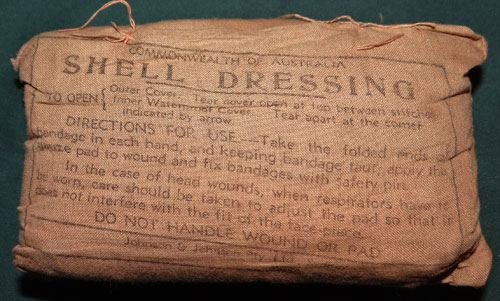 COMMONWEALTH OF AUSTRALIA
SHELL DRESSING
TO OPEN { Outer Cover. Tear cover open at top between stitches
Inner Waterproof Cover. Tear apart at the corner
indicated by arrow.
DIRECTIONS FOR USE.—Take the folded ends of
bandage in each hand, and keeping bandage taut, apply the
gauze pad to wound and fix bandages with safety pin.
In the case of head wounds, when respirators have to
be worn, care should be taken to adjust the pad so that it
does not interfere with the fit of the face-piece.
DO NOT HANDLE WOUND OR PAD
Johnson & Johnson Pty. Ltd.